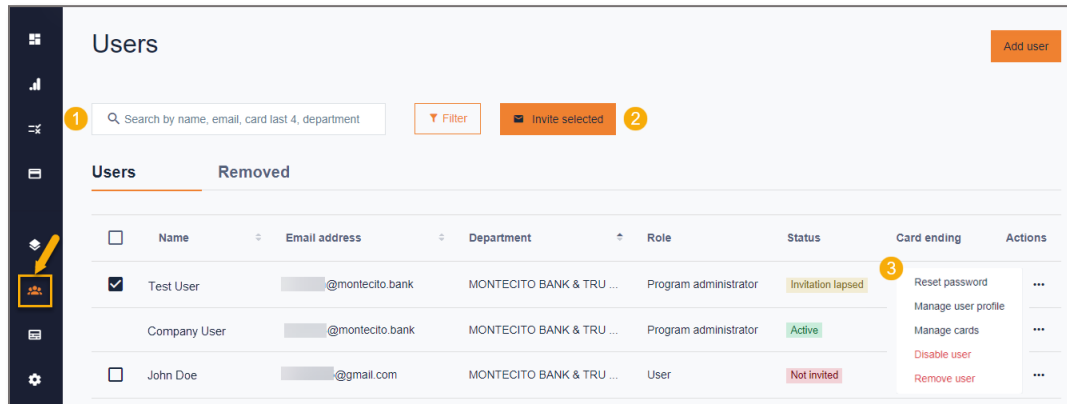 Users
Add user
1
Search by name, email, card last 4, department
Filter
Invite selected
2
Users
Removed
Name
Email address
Department
Role
Status
Card ending
Actions
3
Test User
@montecito.bank
MONTECITO BANK & TRU ...
Program administrator
Invitation lapsed
Reset password
Manage user profile
Company User
@montecito.bank
MONTECITO BANK & TRU ...
Program administrator
Active
Manage cards
Disable user
John Doe
@gmail.com
MONTECITO BANK & TRU ...
User
Not invited
Remove user